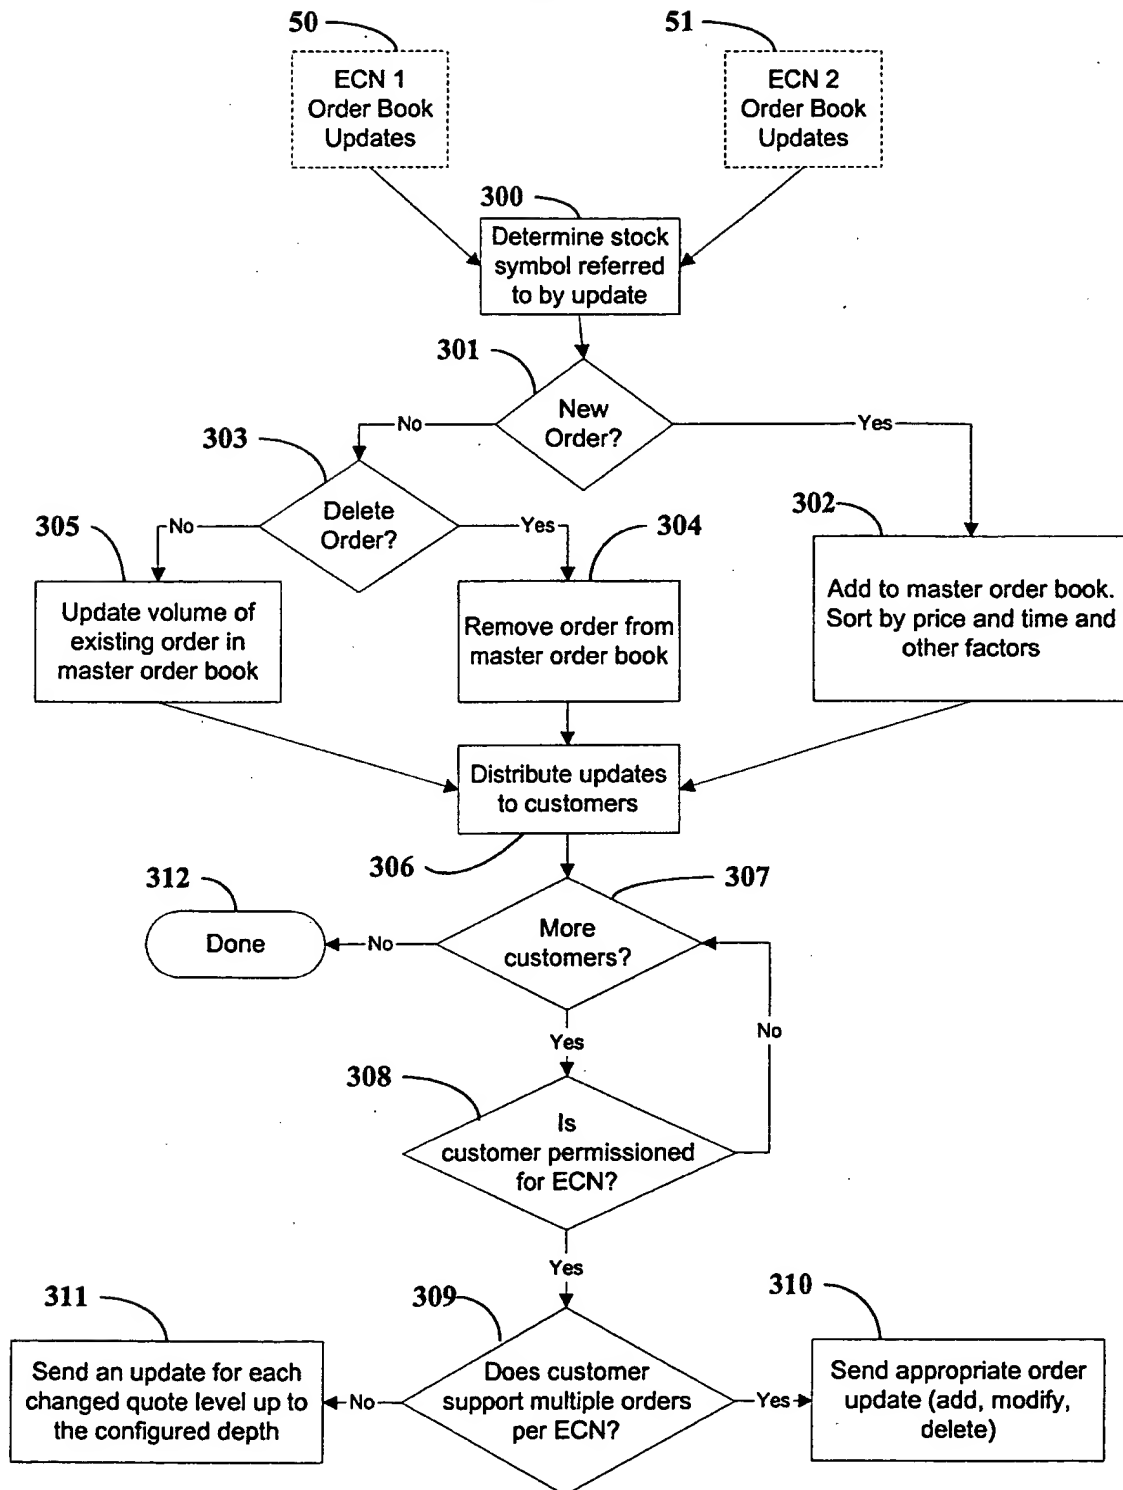 50
51
ECN 1
Order Book
Updates
ECN 2
Order Book
Updates
300
Determine stock
symbol referred
to by update
301
New
Order?
No
Yes
303
Delete
Order?
No
Yes
305
304
302
Update volume of
existing order in
master order book
Remove order from
master order book
Add to master order book.
Sort by price and time and
other factors
Distribute updates
to customers
306
307
312
More
customers?
Done
No
Yes
No
308
Is
customer permissioned
for ECN?
Yes
311
309
310
Send an update for each
changed quote level up to
the configured depth
No
Does customer
support multiple orders
per ECN?
Yes
Send appropriate order
update (add, modify,
delete)